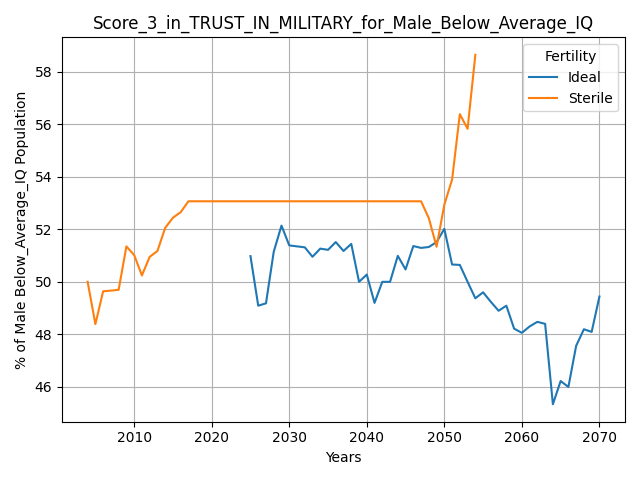 Score_3_in_TRUST_IN_MILITARY_for_Male_Below_Average_IQ
% of Male Below_Average_IQ Population
58
56
54
52
50
48
46
Fertility
Ideal
Sterile
2010 2020 2030 2040 2050 2060 2070
Years